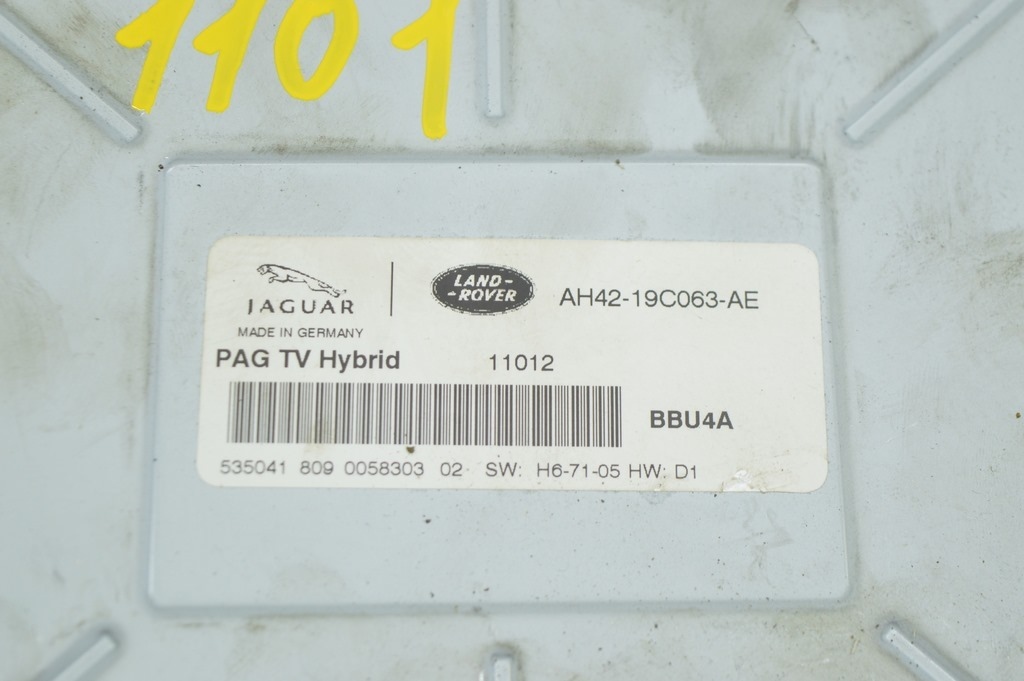 1101
JAGUAR
LAND-
-ROVER
AH42-19C063-AE
MADE IN GERMANY
PAG TV Hybrid 11012
BBU4A
535041 809 0058303 02 SW: H6-71-05 HW: D1